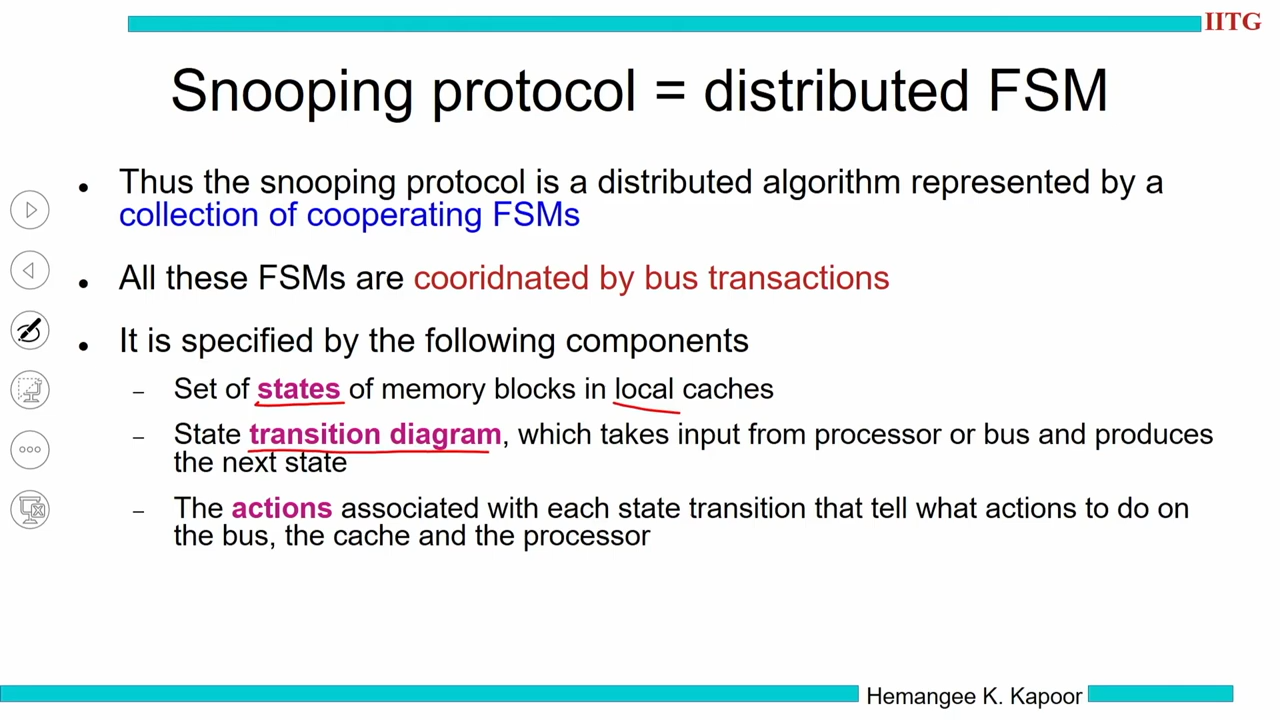 IITG
Snooping protocol = distributed FSM
Thus the snooping protocol is a distributed algorithm represented by a
collection of cooperating FSMs
All these FSMs are cooridnated by bus transactions
It is specified by the following components
Set of states of memory blocks in local caches
State transition diagram, which takes input from processor or bus and produces
the next state
The actions associated with each state transition that tell what actions to do on
the bus, the cache and the processor
Hemangee K. Kapoor